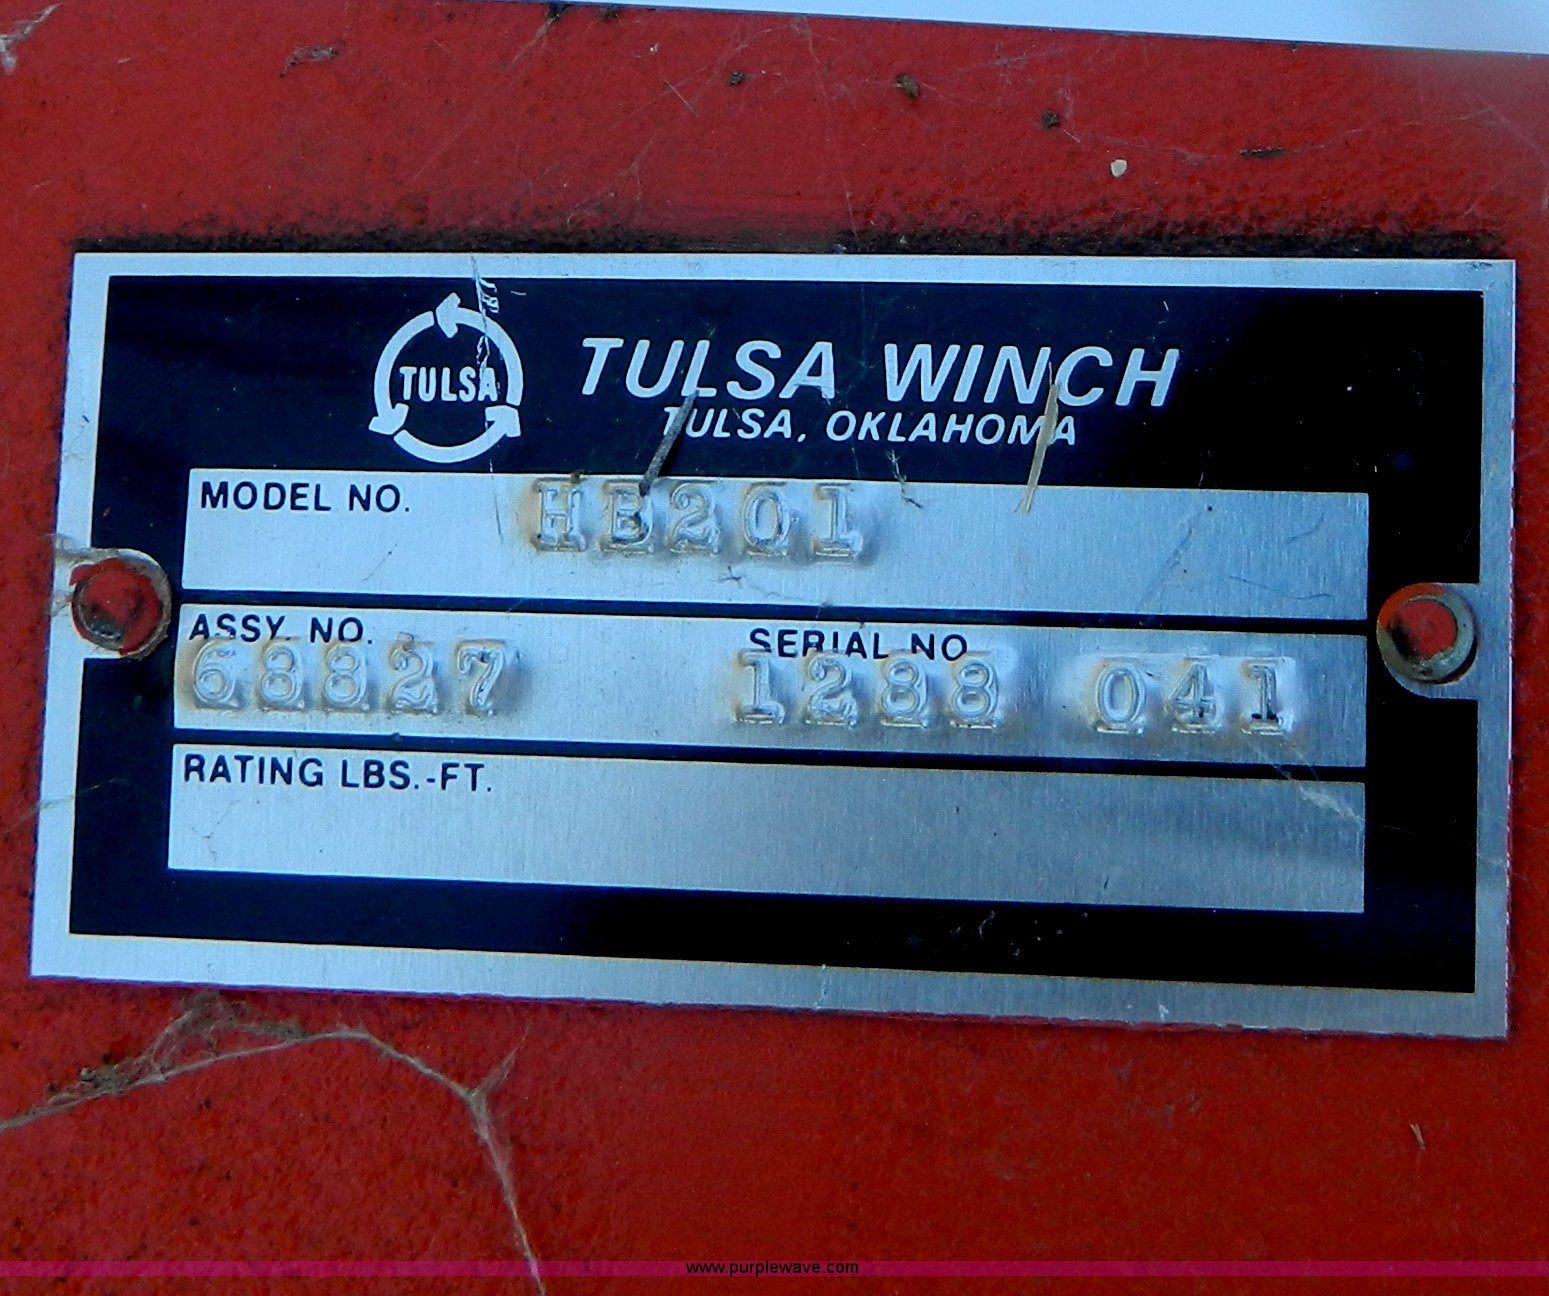 TULSA
TULSA WINCH
TULSA, OKLAHOMA
MODEL NO. HB201
ASSY. NO. SERIAL NO.
68827 1288 041
RATING LBS.-FT.
www.purplewave.com